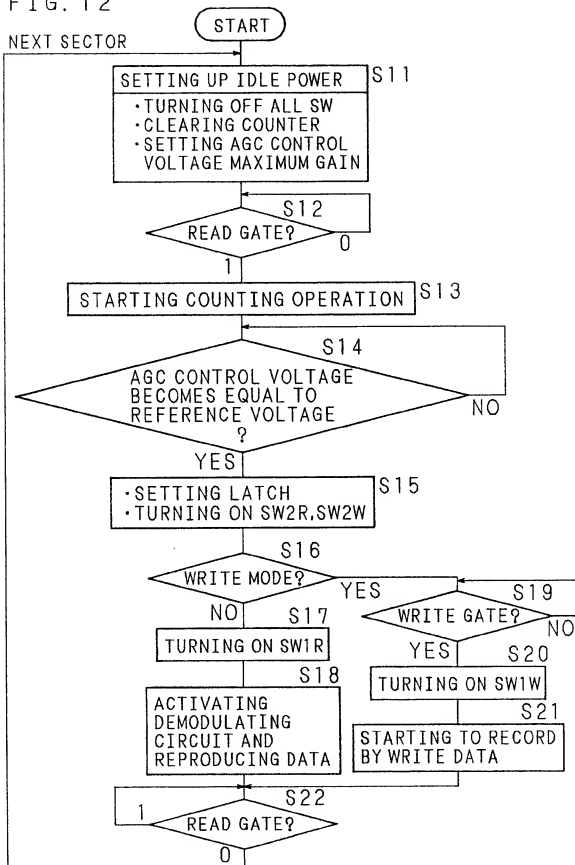 FIG. 12
START
NEXT SECTOR
SETTING UP IDLE POWER
S11
・TURNING OFF ALL SW
・CLEARING COUNTER
・SETTING AGC CONTROL
VOLTAGE MAXIMUM GAIN
S12
READ GATE?
0
1
STARTING COUNTING OPERATION
S13
S14
AGC CONTROL VOLTAGE
BECOMES EQUAL TO
REFERENCE VOLTAGE
?
NO
YES
・SETTING LATCH
S15
・TURNING ON SW2R,SW2W
S16
WRITE MODE?
YES
NO
S19
WRITE GATE?
NO
YES
S17
TURNING ON SW1R
S20
TURNING ON SW1W
S18
ACTIVATING
DEMODULATING
CIRCUIT AND
REPRODUCING DATA
S21
STARTING TO RECORD
BY WRITE DATA
S22
1
READ GATE?
0